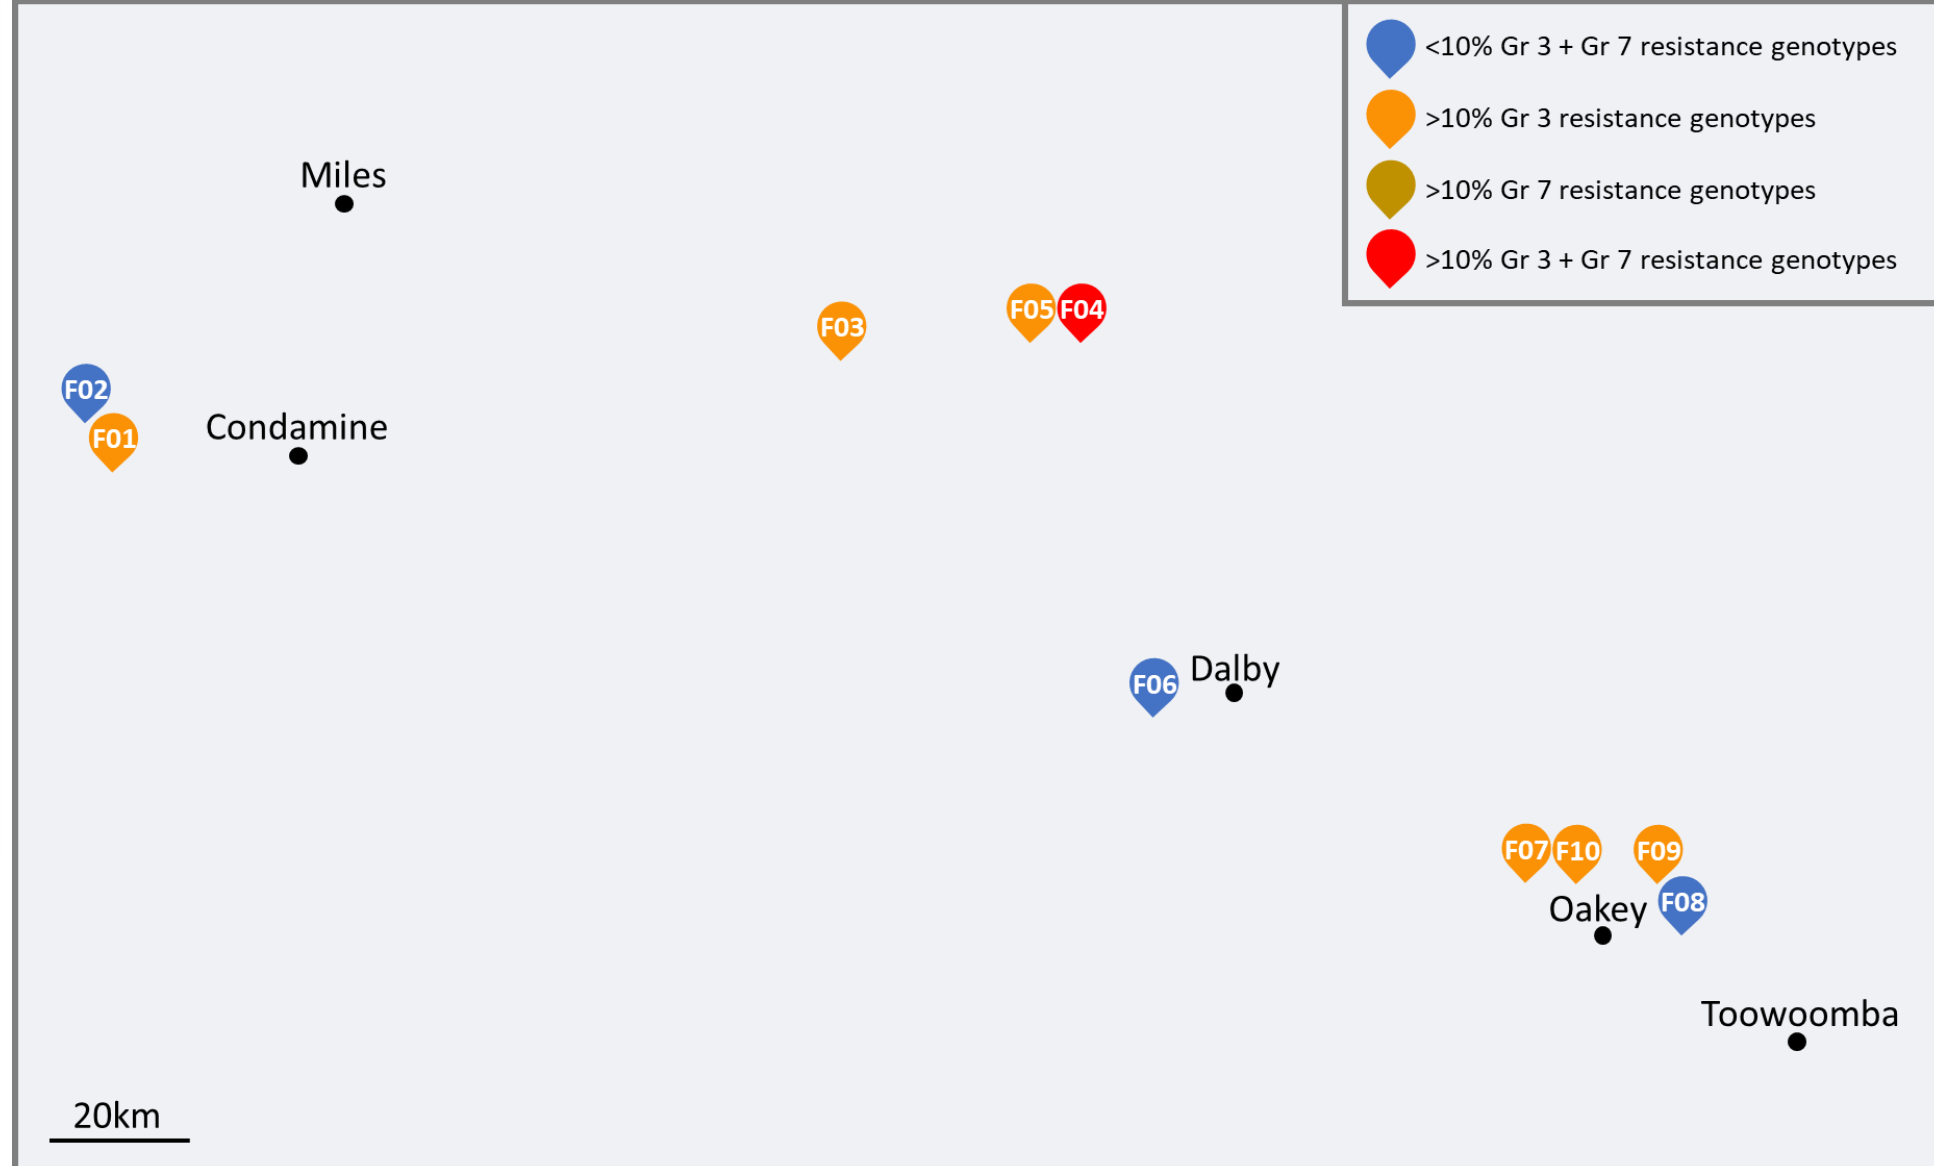 <10% Gr 3 + Gr 7 resistance genotypes
>10% Gr 3 resistance genotypes
>10% Gr 7 resistance genotypes
>10% Gr 3 + Gr 7 resistance genotypes
Miles
F05 F04
F03
F02
F01
Condamine
F06
Dalby
F07 F10 F09
F08
Oakey
Toowoomba
20km